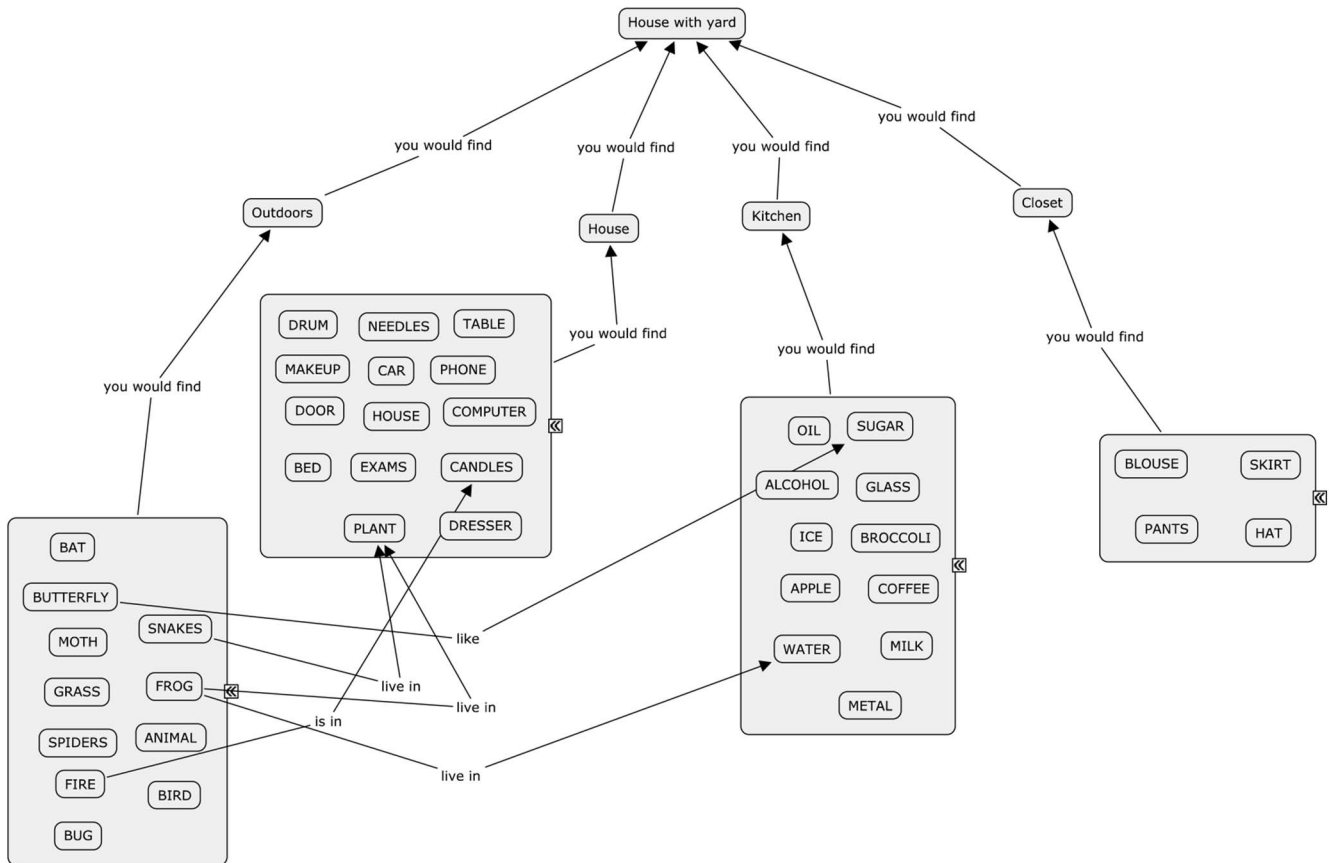 House with yard
you would find
you would find
you would find
you would find
Outdoors
House
Kitchen
Closet
you would find
you would find
you would find
you would find
DRUM
NEEDLES
TABLE
MAKEUP
CAR
PHONE
DOOR
HOUSE
COMPUTER
BED
EXAMS
CANDLES
PLANT
DRESSER
OIL
SUGAR
ALCOHOL
GLASS
ICE
BROCCOLI
APPLE
COFFEE
WATER
MILK
METAL
BLOUSE
SKIRT
PANTS
HAT
BAT
BUTTERFLY
SNAKES
MOTH
GRASS
FROG
SPIDERS
ANIMAL
FIRE
BIRD
BUG
like
live in
live in
is in
live in